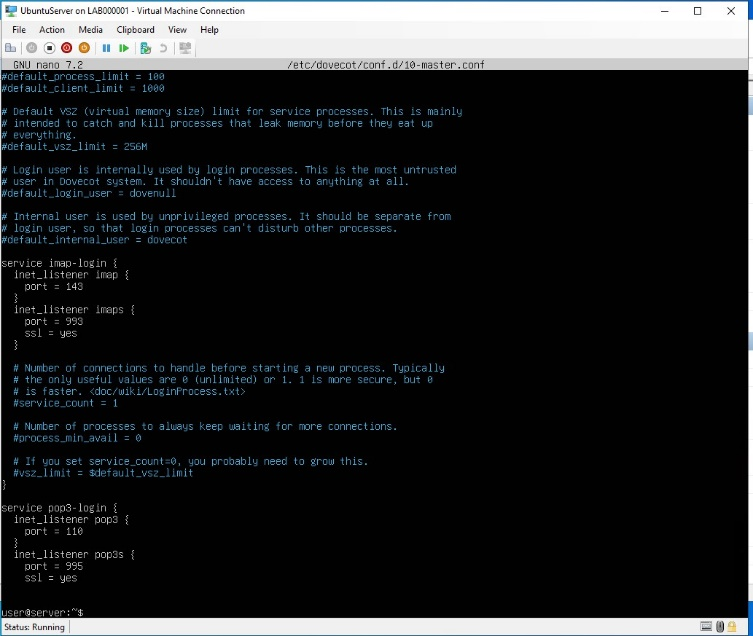 UbuntuServer on LAB000001 - Virtual Machine Connection
File Action Media Clipboard View Help
GNU nano 7.2 /etc/dovecot/conf.d/10-master.conf
#default_process_limit = 100
#default_client_limit = 1000
# Default VSZ (virtual memory size) limit for service processes. This is mainly
# intended to catch and kill processes that leak memory before they eat up
# everything.
#default_vsz_limit = 256M
# Login user is internally used by login processes. This is the most untrusted
# user in Dovecot system. It shouldn't have access to anything at all.
#default_login_user = dovenull
# Internal user is used by unprivileged processes. It should be separate from
# login user, so that login processes can't disturb other processes.
#default_internal_user = dovecot
service imap-login {
inet_listener imap {
port = 143
}
inet_listener imaps {
port = 993
ssl = yes
}
# Number of connections to handle before starting a new process. Typically
# the only useful values are 0 (unlimited) or 1. 1 is more secure, but 0
# is faster. <doc/wiki/LoginProcess.txt>
#service_count = 1
# Number of processes to always keep waiting for more connections.
#process_min_avail = 0
# If you set service_count=0, you probably need to grow this.
#vsz_limit = $default_vsz_limit
}
service pop3-login {
inet_listener pop3 {
port = 110
}
inet_listener pop3s {
port = 995
ssl = yes
user@server:~$
Status: Running